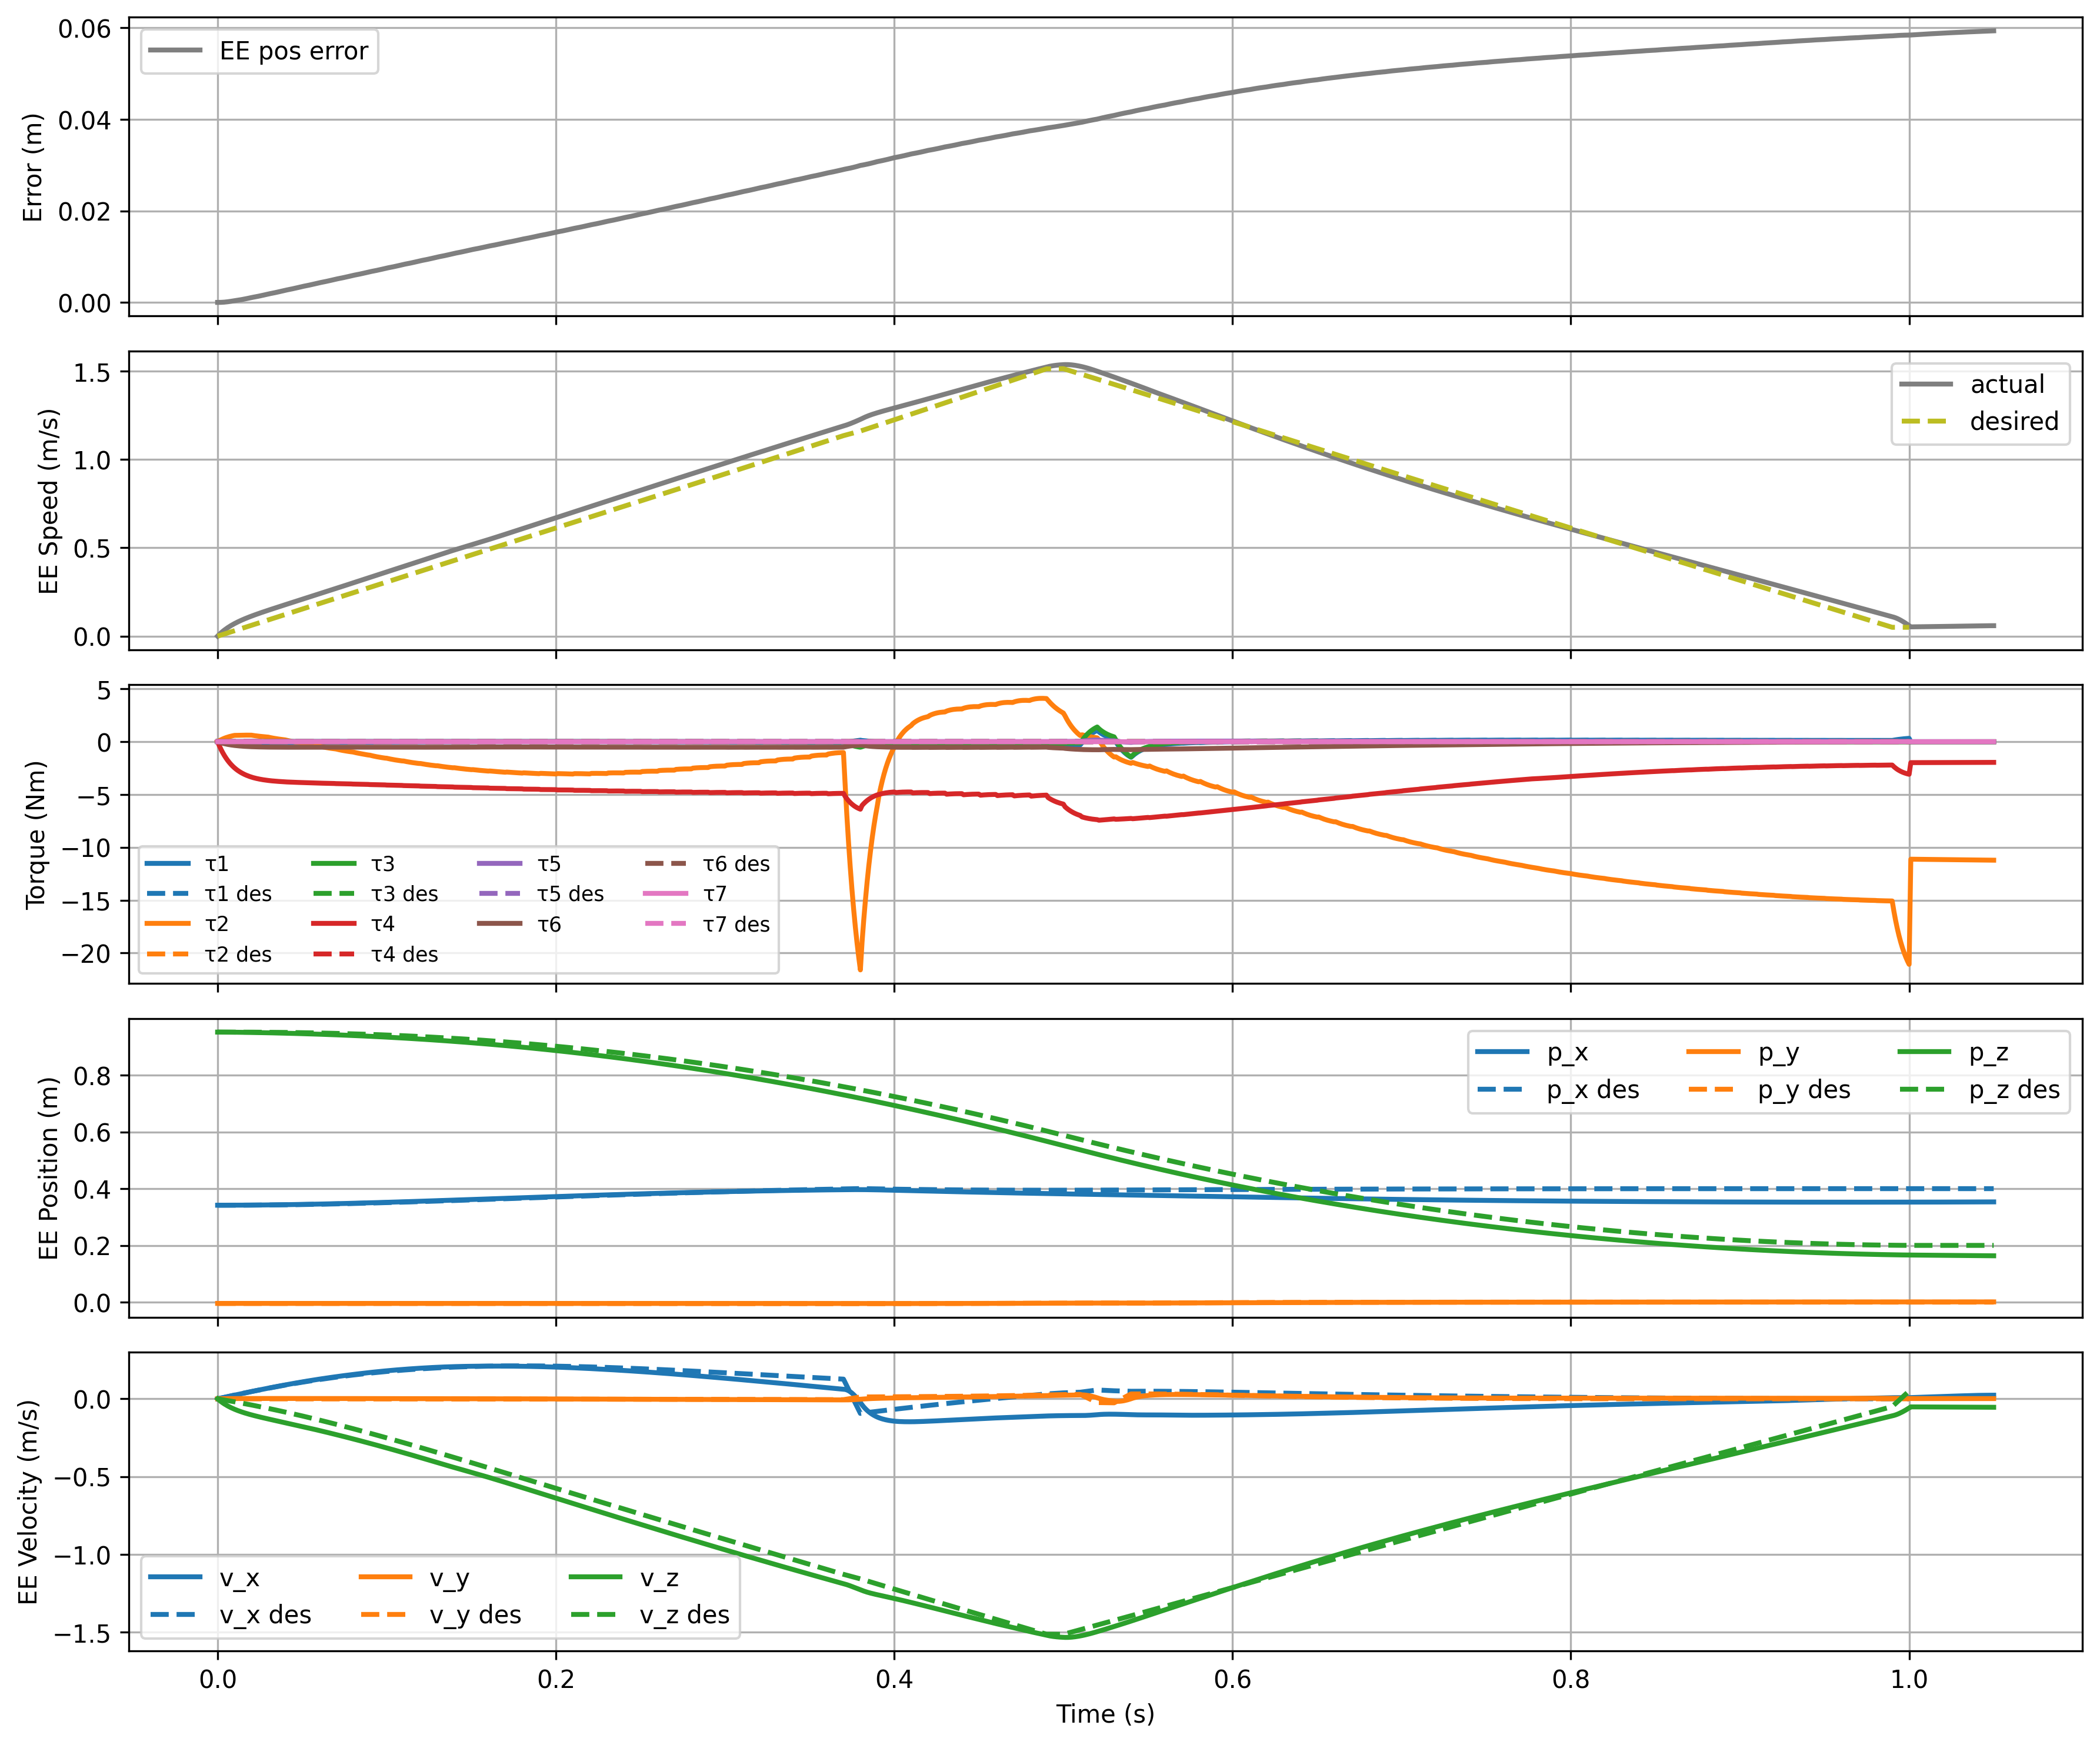 0.06
0.04
0.02
0.00
Error (m)
EE pos error
1.5
1.0
0.5
0.0
EE Speed (m/s)
actual
desired
5
0
−5
−10
−15
−20
Torque (Nm)
τ1 τ3 τ5 τ6 des
τ1 des τ3 des τ5 des τ7
τ2 τ4 τ6 τ7 des
τ2 des τ4 des
0.8
0.6
0.4
0.2
0.0
EE Position (m)
p_x p_y p_z
p_x des p_y des p_z des
0.0
−0.5
−1.0
−1.5
EE Velocity (m/s)
v_x v_y v_z
v_x des v_y des v_z des
0.0 0.2 0.4 0.6 0.8 1.0
Time (s)